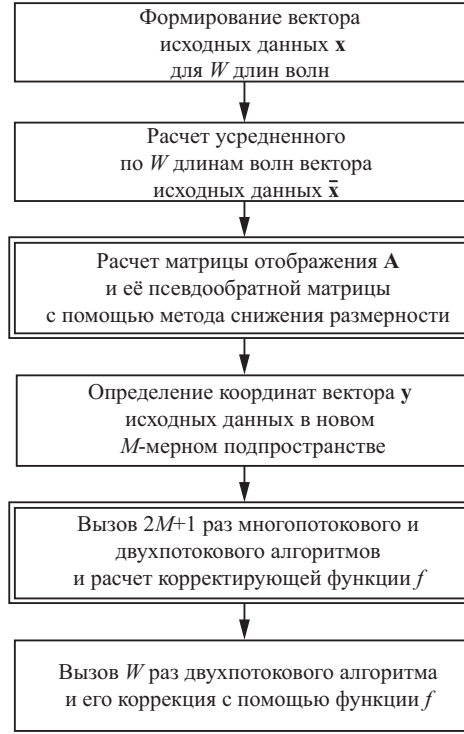 Формирование вектора
исходных данных x
для W длин волн
Расчет усредненного
по W длинам волн вектора
исходных данных x̄
Расчет матрицы отображения A
и её псевдообратной матрицы
с помощью метода снижения размерности
Определение координат вектора y
исходных данных в новом
M-мерном подпространстве
Вызов 2M+1 раз многопотокового и
двухпотокового алгоритмов
и расчет корректирующей функции f
Вызов W раз двухпотокового алгоритма
и его коррекция с помощью функции f